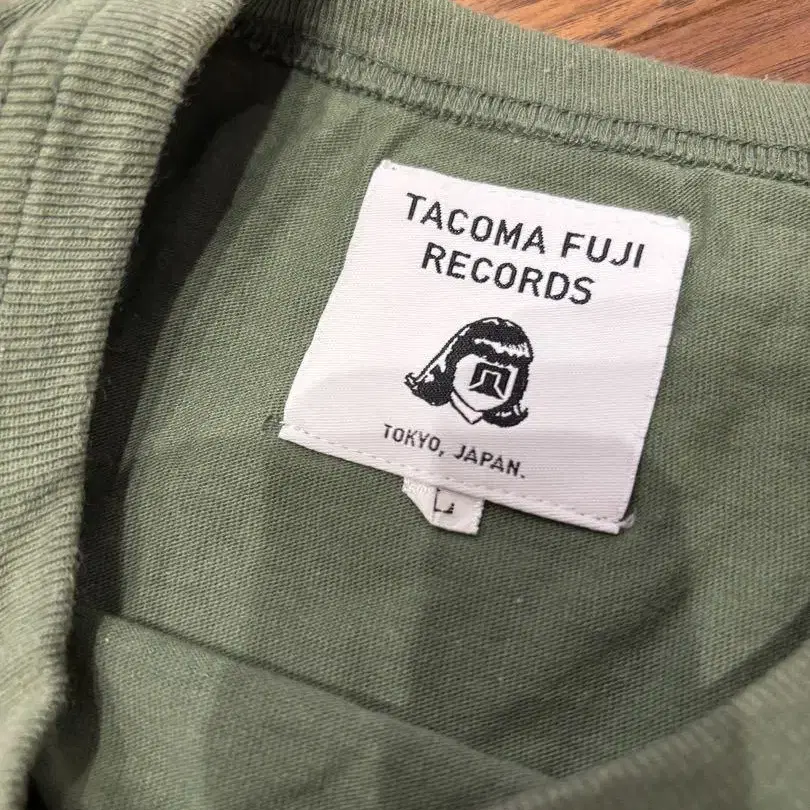 TACOMA FUJI
RECORDS
TOKYO, JAPAN.
L